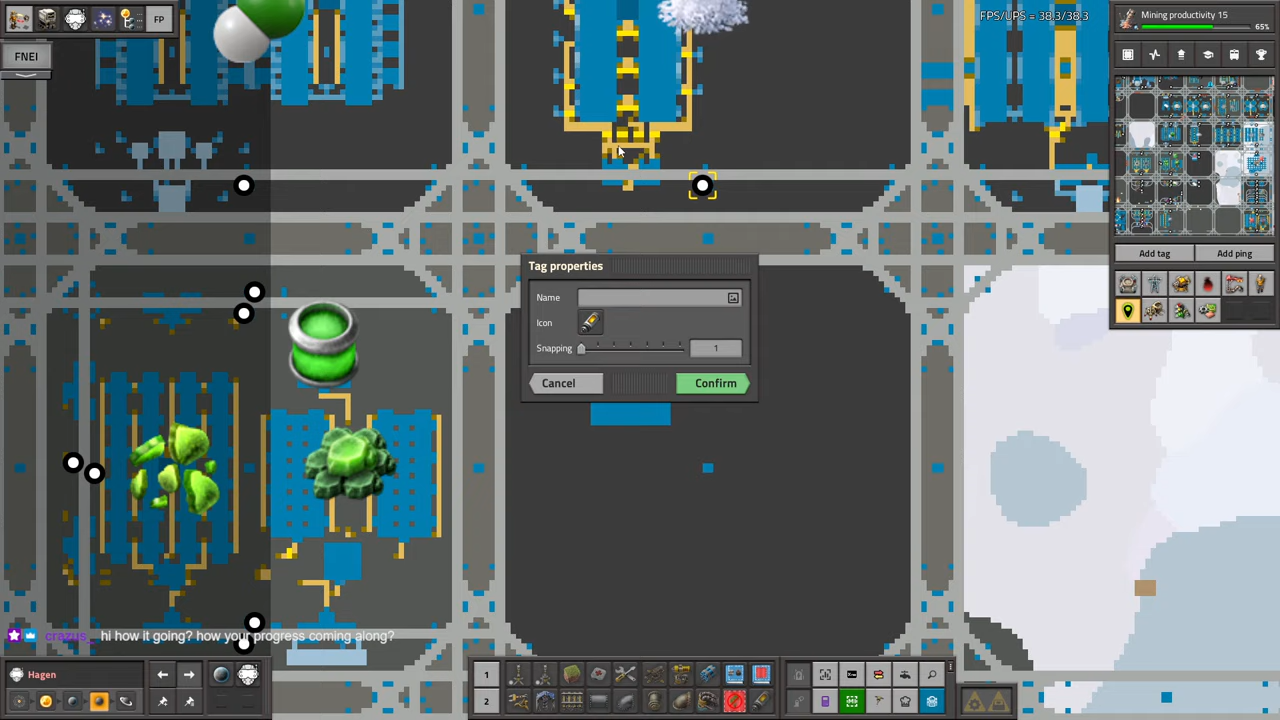 FP
FPS/UPS = 38.3/38.3
Mining productivity 15
65%
FNEI
Add tag
Add ping
Tag properties
Name
Icon
Snapping
1
Cancel
Confirm
crazus_ hi how it going? how your progress coming along?
Hagen
1
2